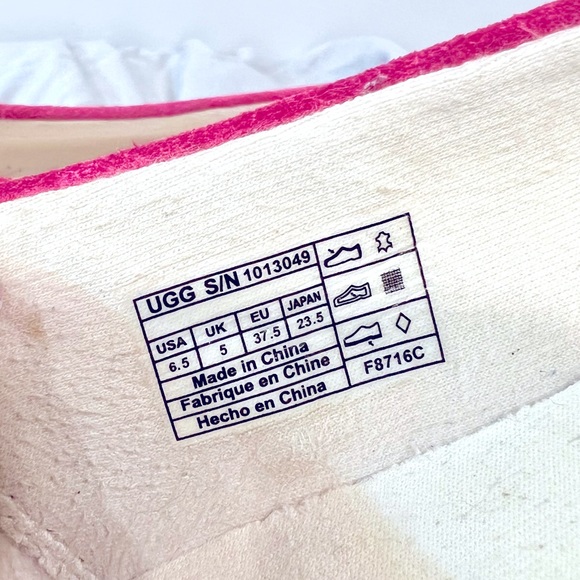 UGG S/N 1013049
USA UK EU JAPAN
6.5 5 37.5 23.5
Made in China
Fabrique en Chine
Hecho en China
F8716C